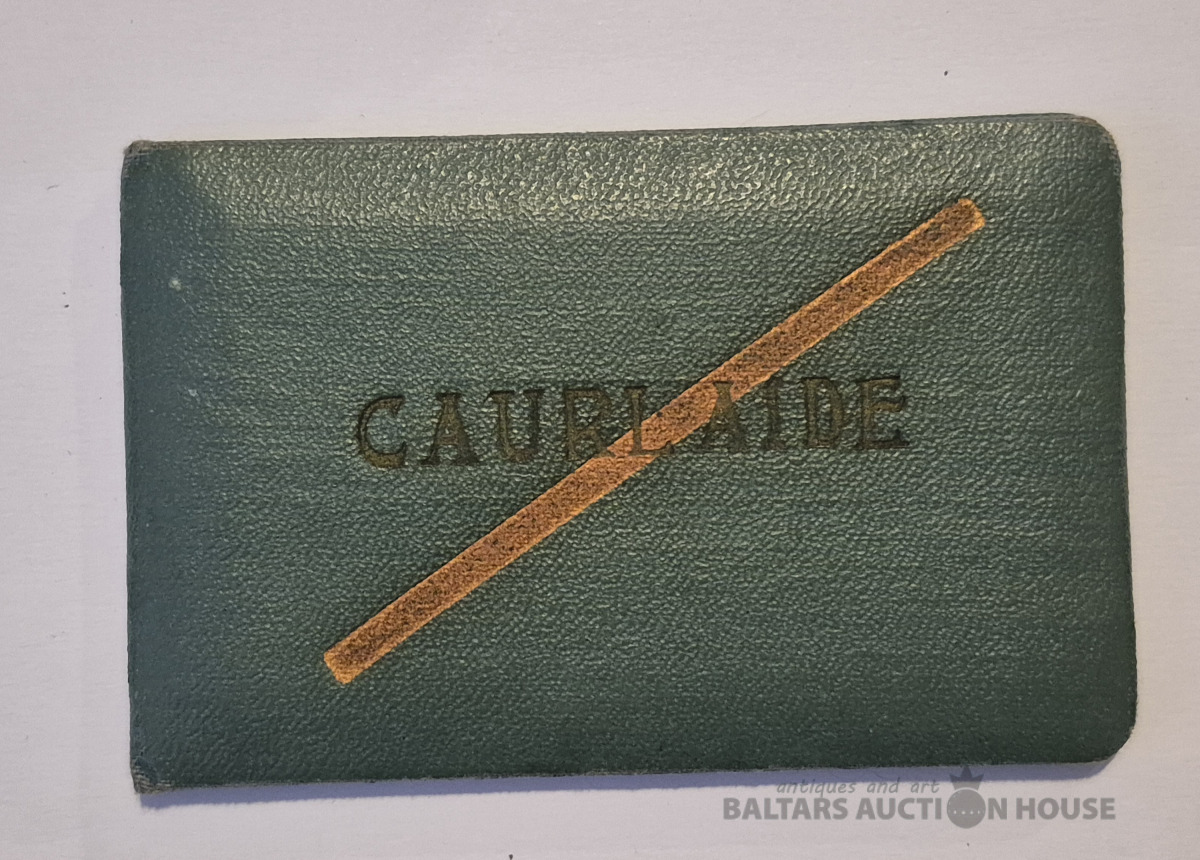 CAURLAIDE
antiques and art
BALTARS AUCTION HOUSE